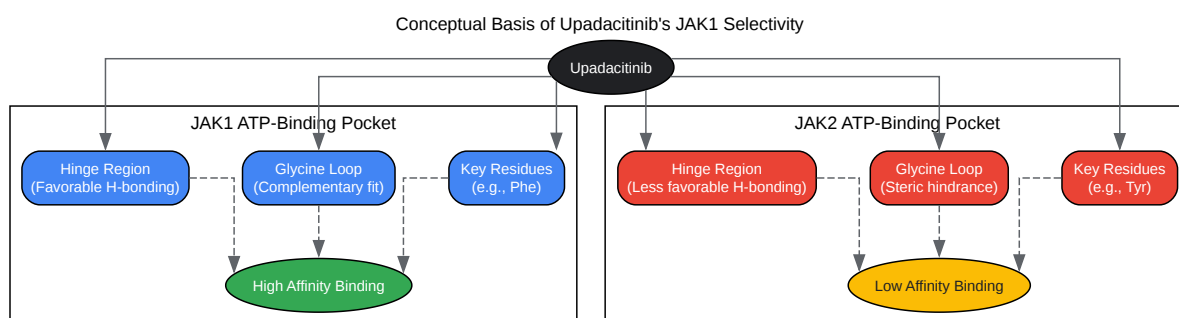 Conceptual Basis of Upadacitinib's JAK1 Selectivity
Upadacitinib
JAK1 ATP-Binding Pocket
Hinge Region
(Favorable H-bonding)
Glycine Loop
(Complementary fit)
Key Residues
(e.g., Phe)
High Affinity Binding
JAK2 ATP-Binding Pocket
Hinge Region
(Less favorable H-bonding)
Glycine Loop
(Steric hindrance)
Key Residues
(e.g., Tyr)
Low Affinity Binding